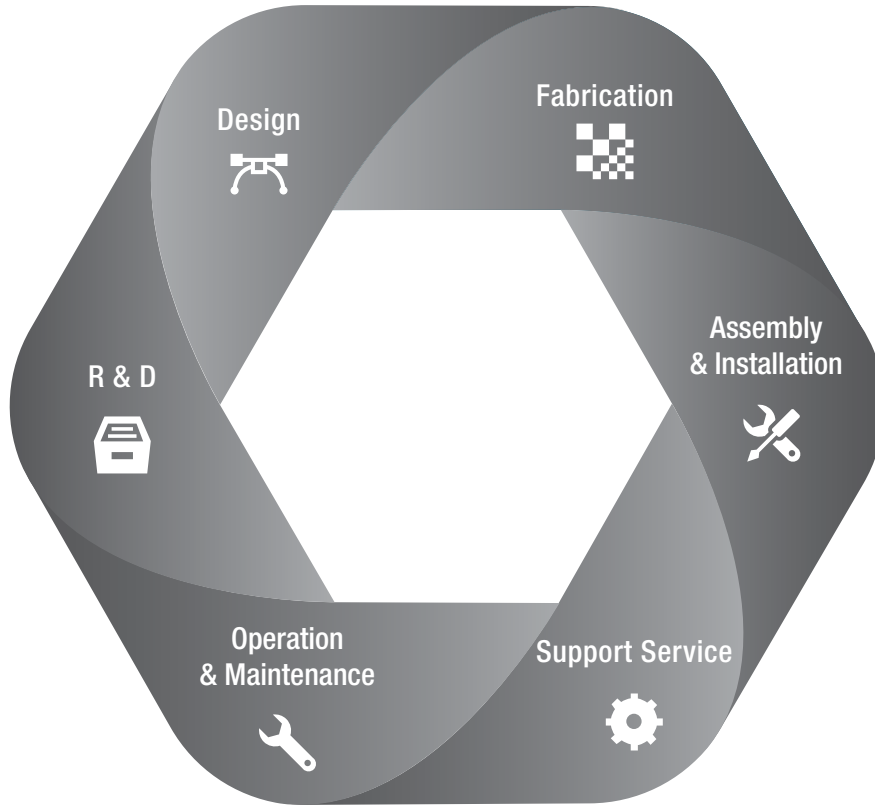 Design
Fabrication
Assembly
& Installation
R & D
Operation
& Maintenance
Support Service